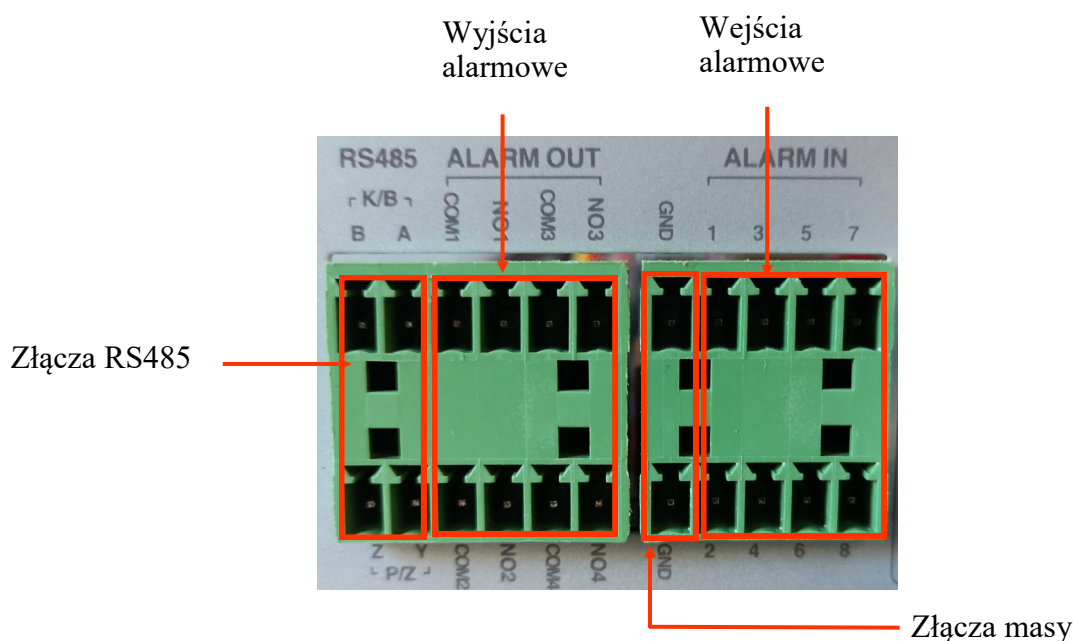 Wyjścia
alarmowe
Wejścia
alarmowe
RS485 ALARM OUT ALARM IN
K/B
B A COM1 NO1 COM3 NO3 GND 1 3 5 7
Złącza RS485
Z Y COM2 NO2 COM4 NO4 GND 2 4 6 8
P/Z
Złącza masy